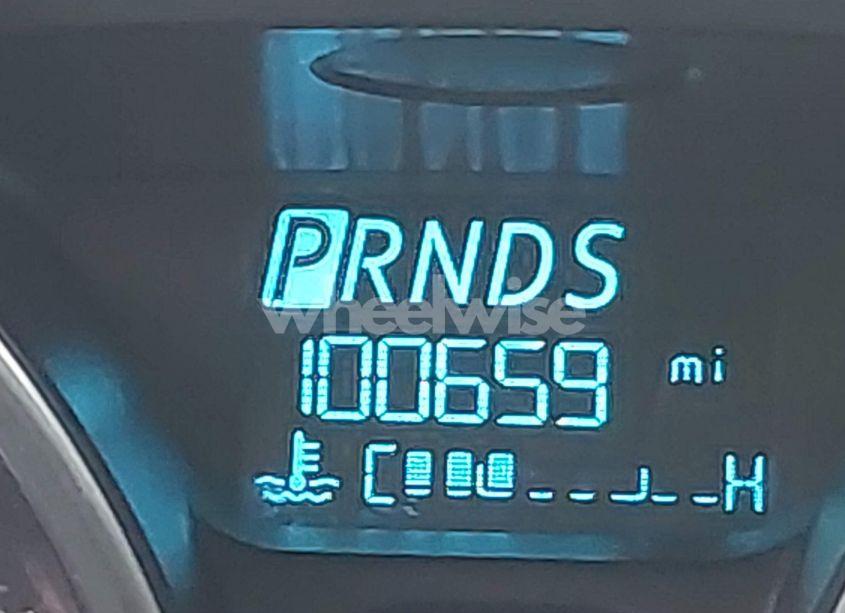 PRNDS
wheelwise
100659 mi
C H